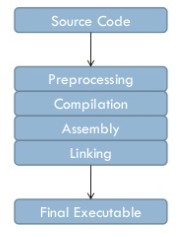 Source Code
Preprocessing
Compilation
Assembly
Linking
Final Executable